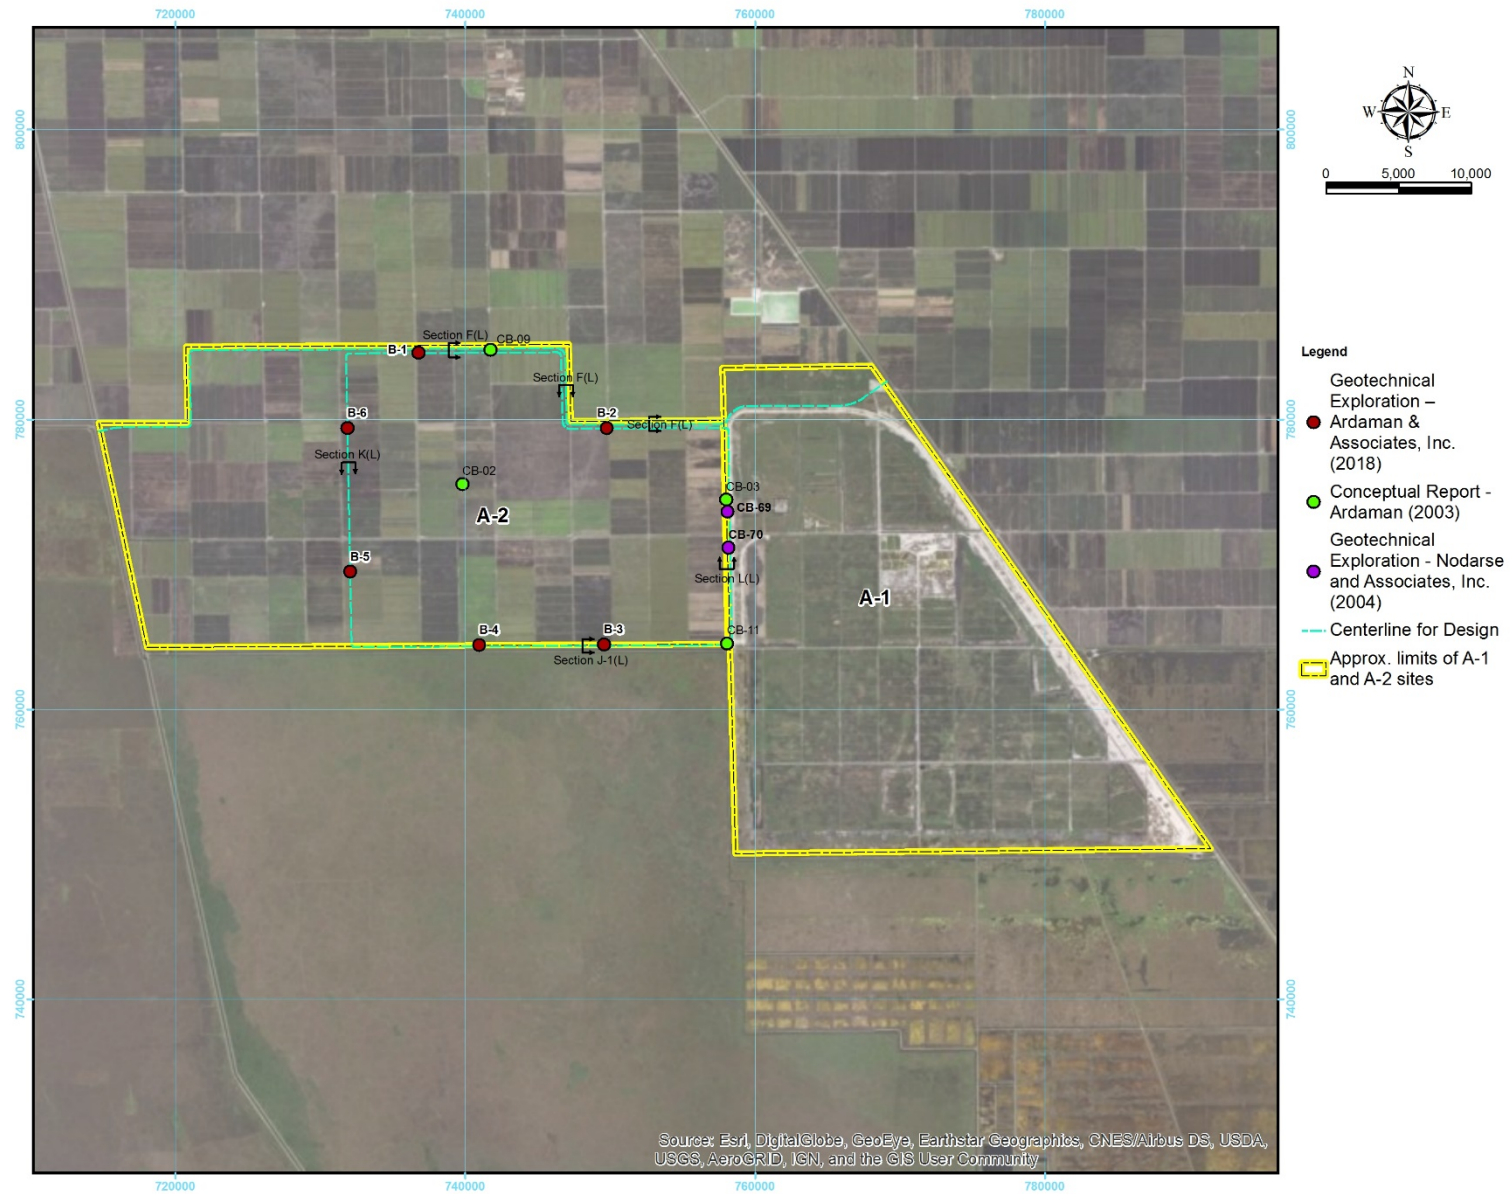 720000
740000
760000
780000
800000
800000
N
W
E
S
0
5,000
10,000
Legend
Geotechnical
Exploration –
Ardaman &
Associates, Inc.
(2018)
Conceptual Report -
Ardaman (2003)
Geotechnical
Exploration - Nodarse
and Associates, Inc.
(2004)
Centerline for Design
Approx. limits of A-1
and A-2 sites
Section F(L)
CB-09
B-1
Section F(L)
B-6
B-2
Section F(L)
780000
780000
Section K(L)
CB-02
CB-03
CB-69
A-2
CB-70
B-5
Section L(L)
A-1
B-4
B-3
CB-11
Section J-1(L)
760000
760000
740000
740000
Source: Esri, DigitalGlobe, GeoEye, Earthstar Geographics, CNES/Airbus DS, USDA,
USGS, AeroGRID, IGN, and the GIS User Community
720000
740000
760000
780000